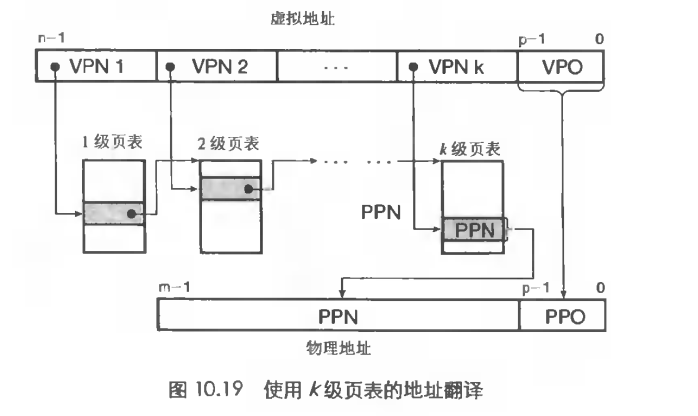 虚拟地址
n-1 p-1 0
VPN 1 VPN 2 ... VPN k VPO
1级页表 2级页表 ... ... k级页表
PPN
PPN
m-1 p-1 0
PPN PPO
物理地址
图 10.19 使用 k级页表的地址翻译